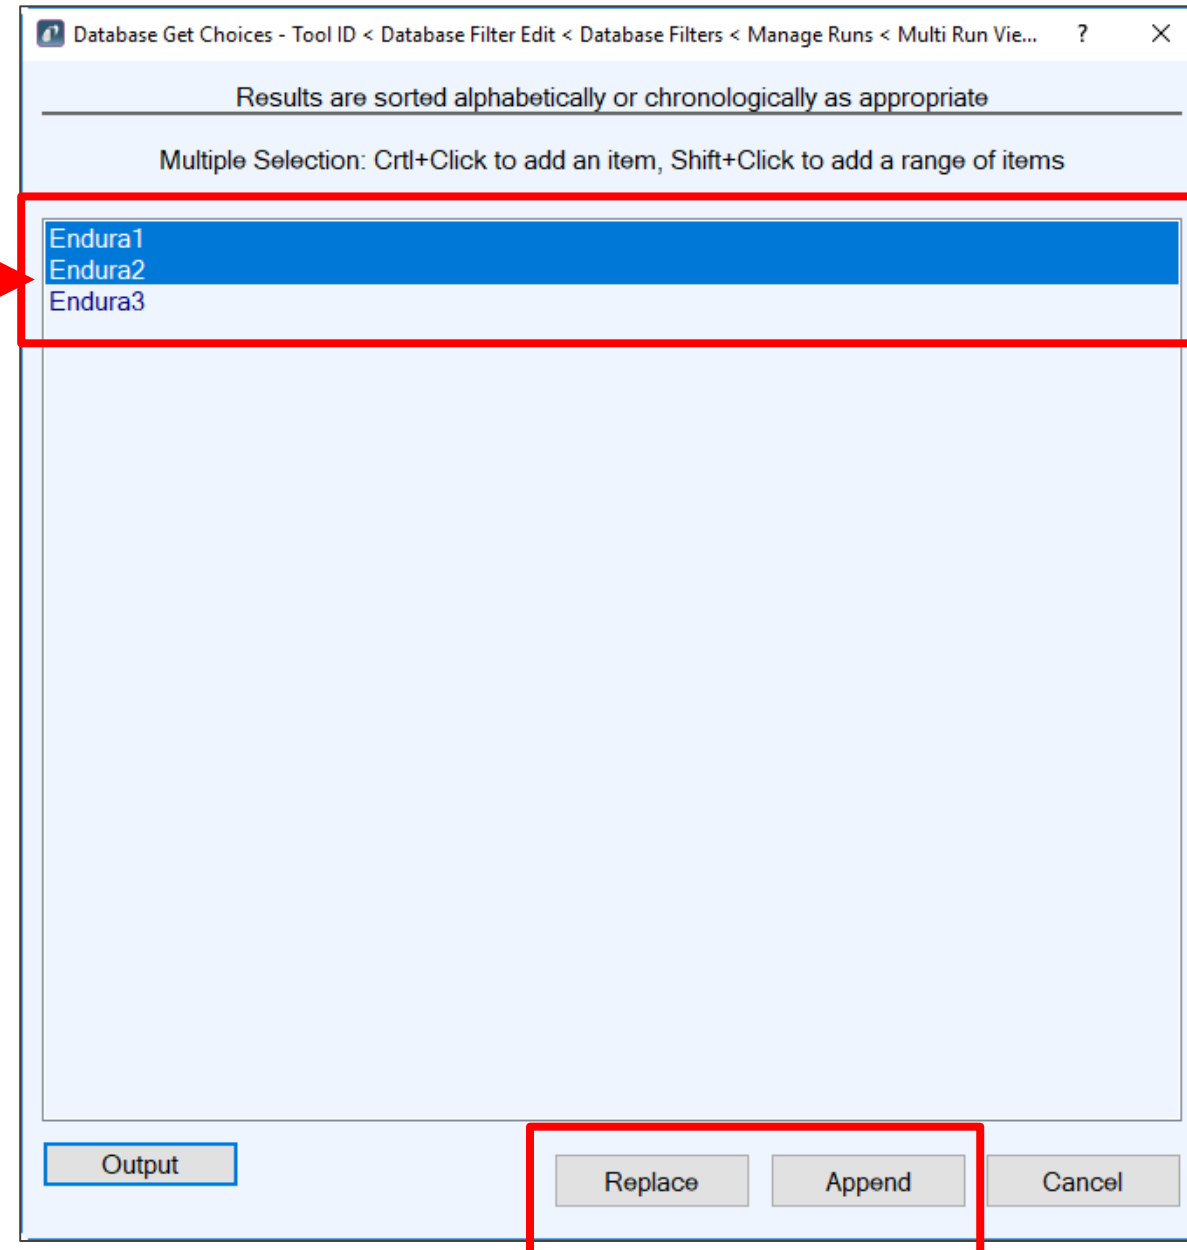 Database Get Choices - Tool ID < Database Filter Edit < Database Filters < Manage Runs < Multi Run Vie... ?
Results are sorted alphabetically or chronologically as appropriate
Multiple Selection: Crtl+Click to add an item, Shift+Click to add a range of items
Endura1
Endura2
Endura3
Output
Replace Append Cancel